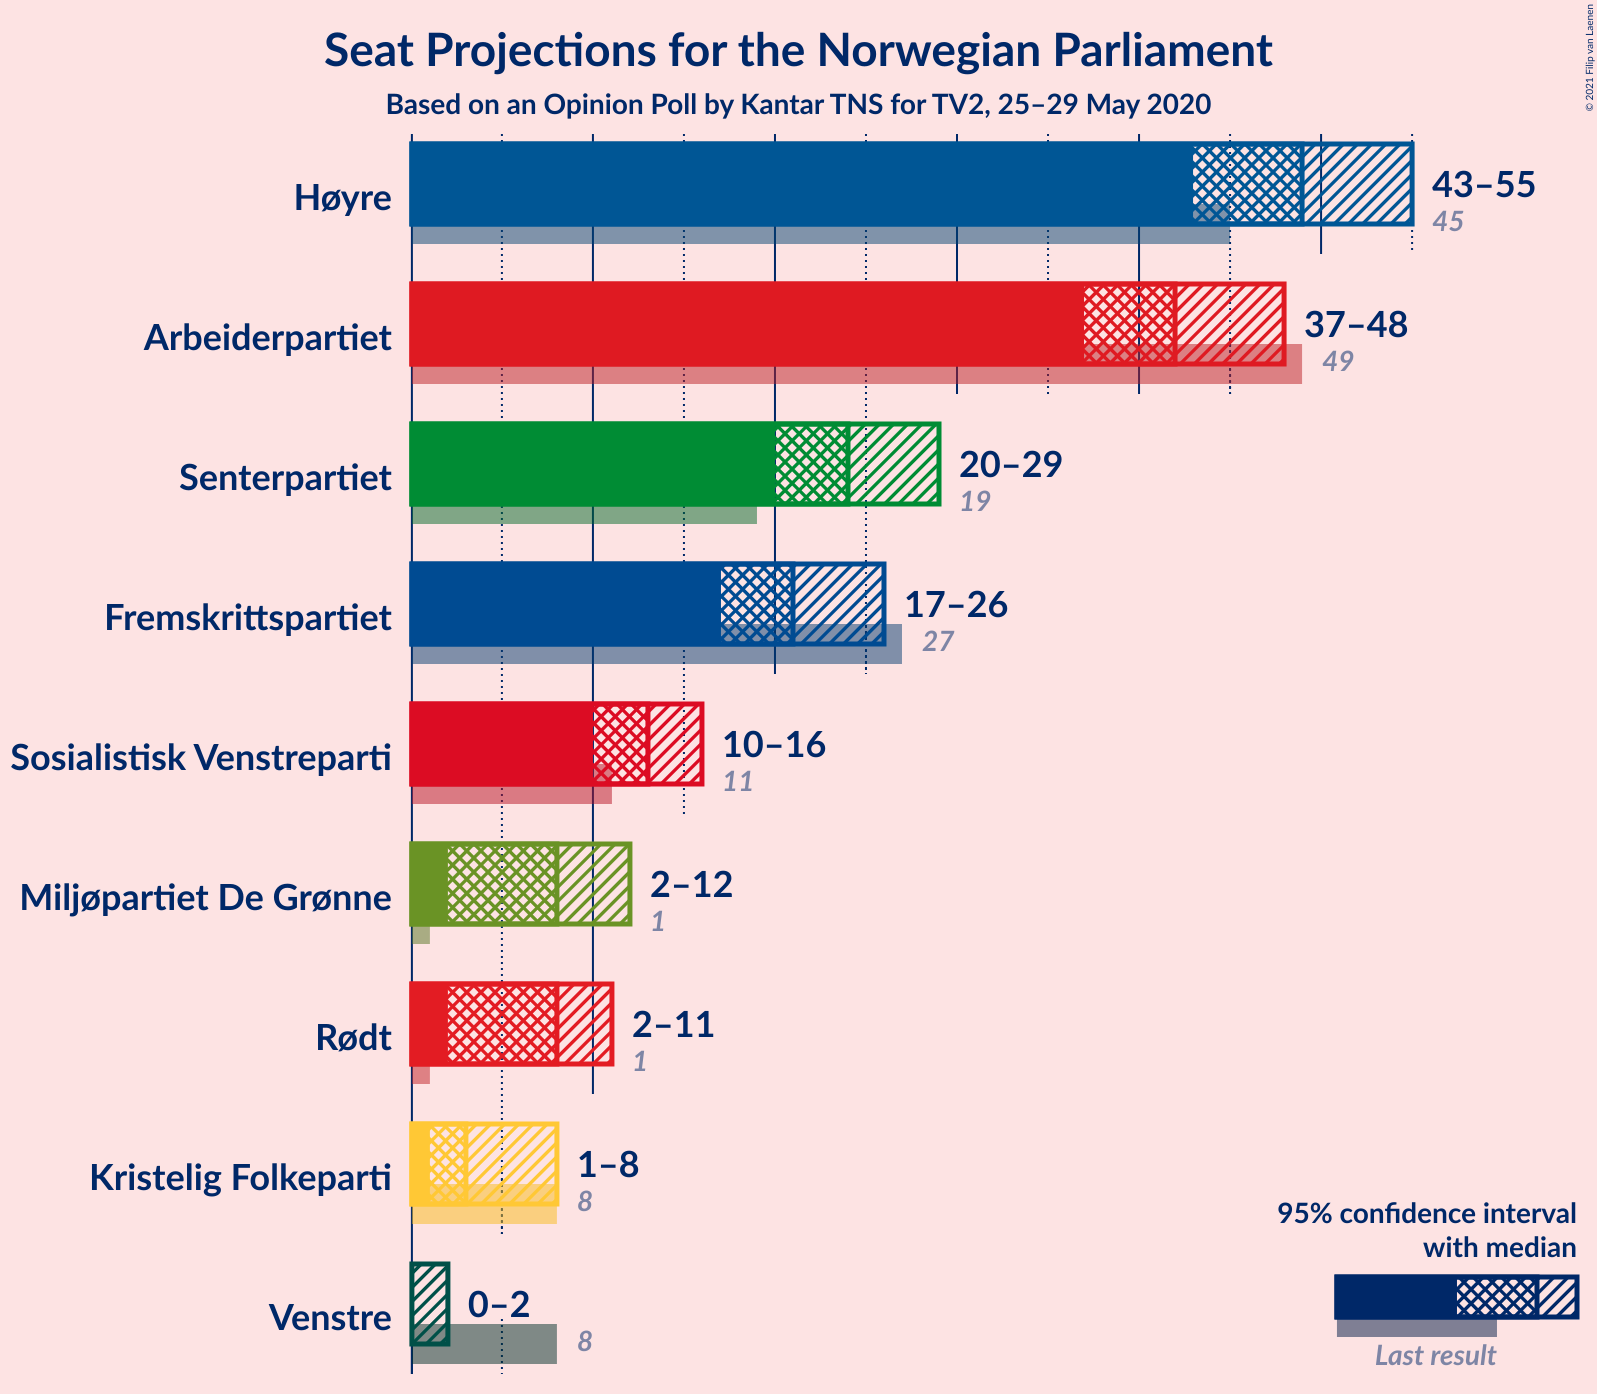 Seat Projections for the Norwegian Parliament
Based on an Opinion Poll by Kantar TNS for TV2, 25–29 May 2020
© 2021 Filip van Laenen
Høyre
43–55
45
Arbeiderpartiet
37–48
49
Senterpartiet
20–29
19
Fremskrittspartiet
17–26
27
Sosialistisk Venstreparti
10–16
11
Miljøpartiet De Grønne
2–12
1
Rødt
2–11
1
Kristelig Folkeparti
1–8
8
Venstre
0–2
8
95% confidence interval
with median
Last result